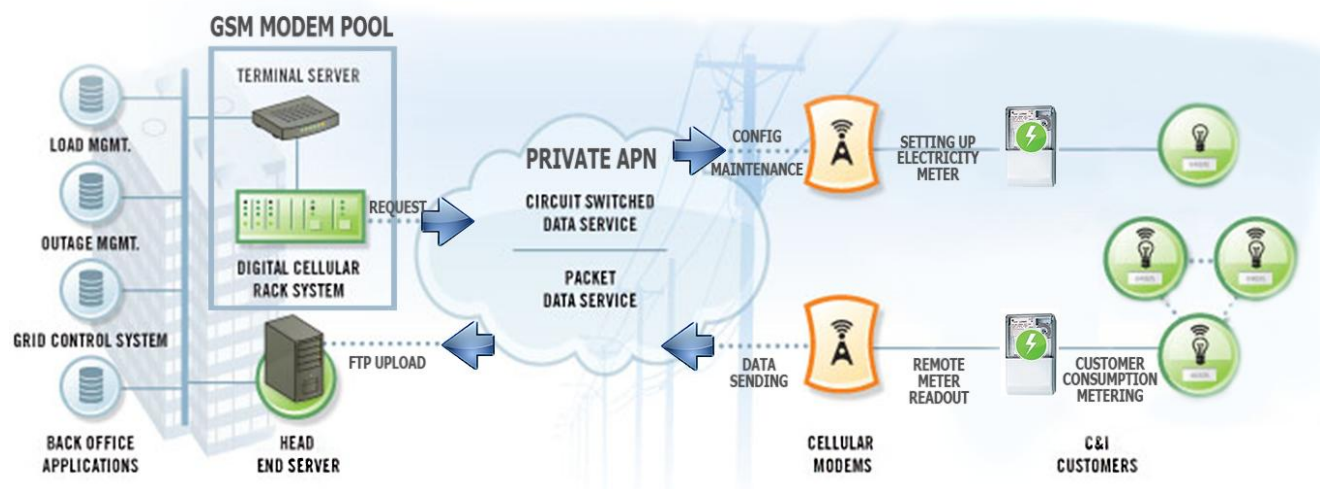 GSM MODEM POOL
TERMINAL SERVER
LOAD MGMT.
OUTAGE MGMT.
GRID CONTROL SYSTEM
BACK OFFICE
APPLICATIONS
DIGITAL CELLULAR
RACK SYSTEM
REQUEST
HEAD
END SERVER
FTP UPLOAD
PRIVATE APN
CIRCUIT SWITCHED
DATA SERVICE
PACKET
DATA SERVICE
CONFIG
MAINTENANCE
SETTING UP
ELECTRICITY
METER
DATA
SENDING
REMOTE
METER
READOUT
CUSTOMER
CONSUMPTION
METERING
CELLULAR
MODEMS
C&I
CUSTOMERS